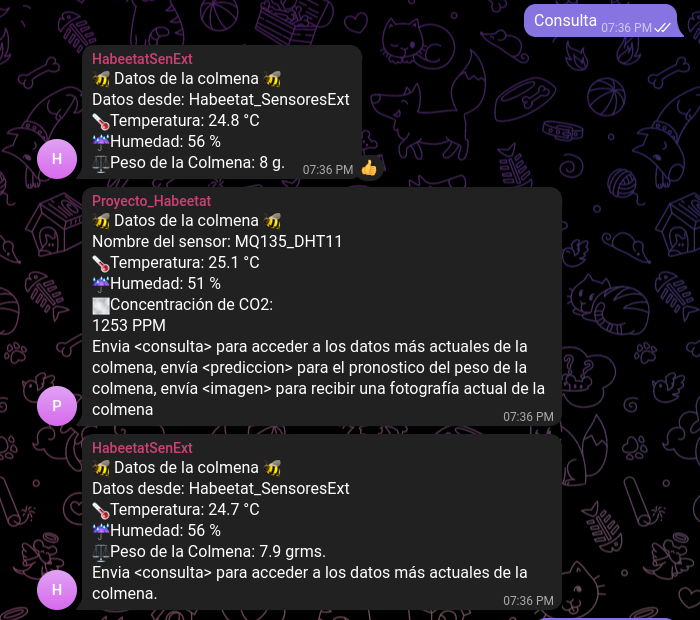 Consulta 07:36 PM
HabeetatSenExt
🐝 Datos de la colmena 🐝
Datos desde: Habeetat_SensoresExt
🌡️Temperatura: 24.8 °C
☔Humedad: 56 %
⚖️Peso de la Colmena: 8 g. 07:36 PM
H
Proyecto_Habeetat
🐝 Datos de la colmena 🐝
Nombre del sensor: MQ135_DHT11
🌡️Temperatura: 25.1 °C
☔Humedad: 51 %
🌫️Concentración de CO2:
1253 PPM
Envia <consulta> para acceder a los datos más actuales de la
colmena, envía <prediccion> para el pronostico del peso de la
colmena, envía <imagen> para recibir una fotografía actual de la
colmena 07:36 PM
P
HabeetatSenExt
🐝 Datos de la colmena 🐝
Datos desde: Habeetat_SensoresExt
🌡️Temperatura: 24.7 °C
☔Humedad: 56 %
⚖️Peso de la Colmena: 7.9 grms.
Envia <consulta> para acceder a los datos más actuales de la
colmena. 07:36 PM
H